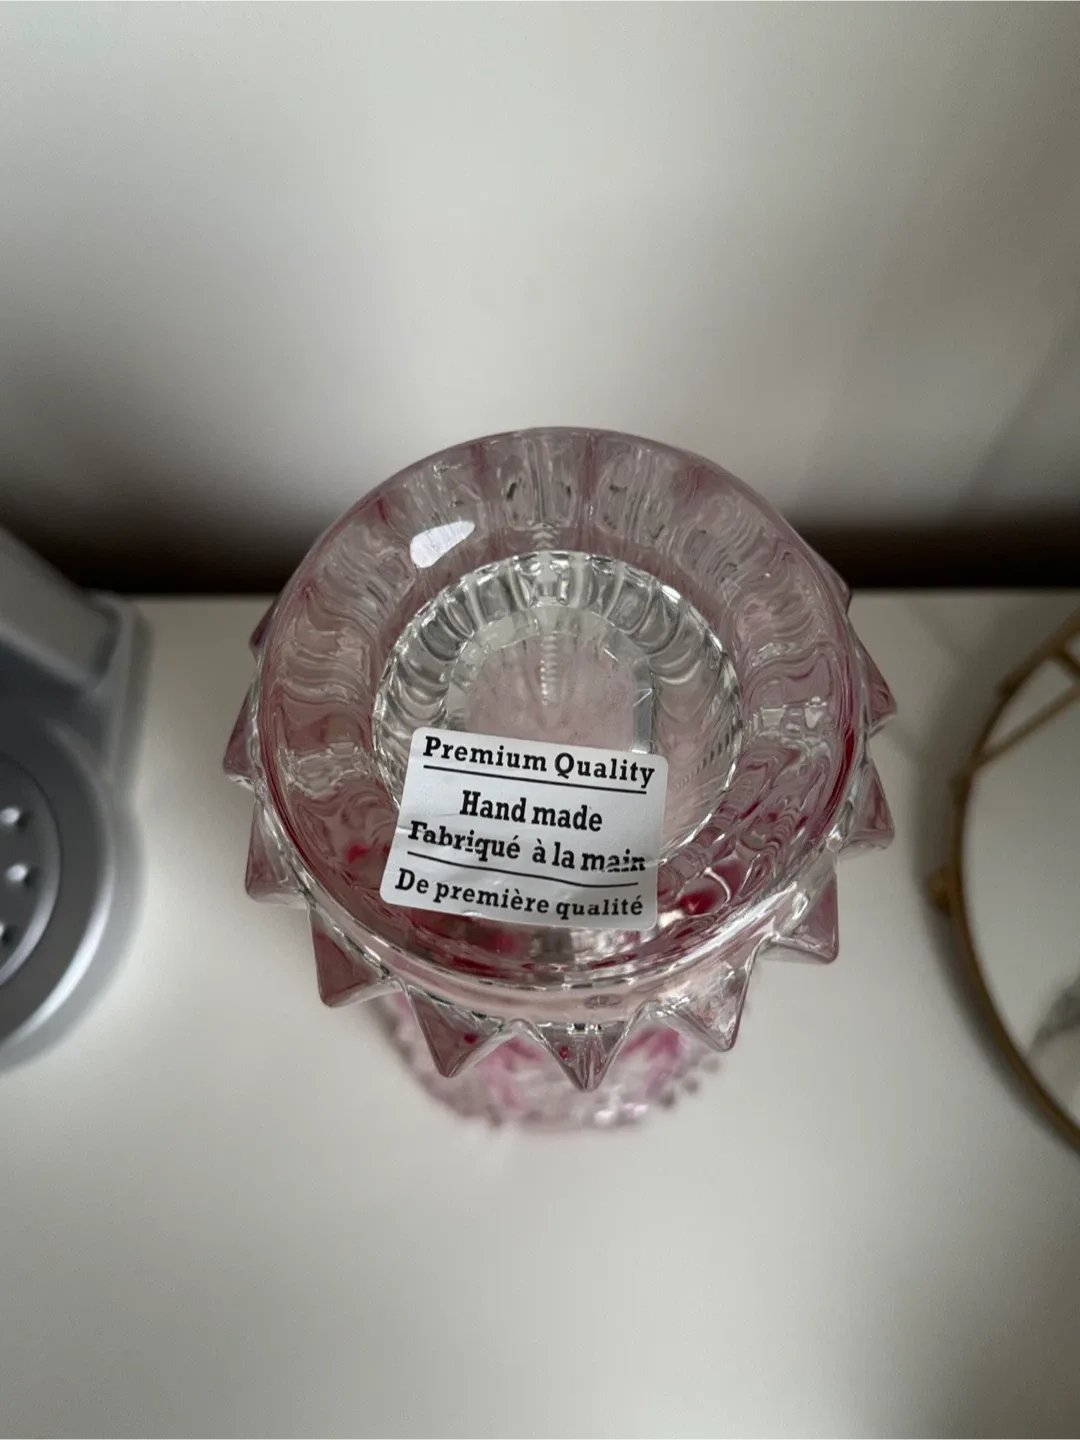 Premium Quality
Hand made
Fabriqué à la main
De première qualité